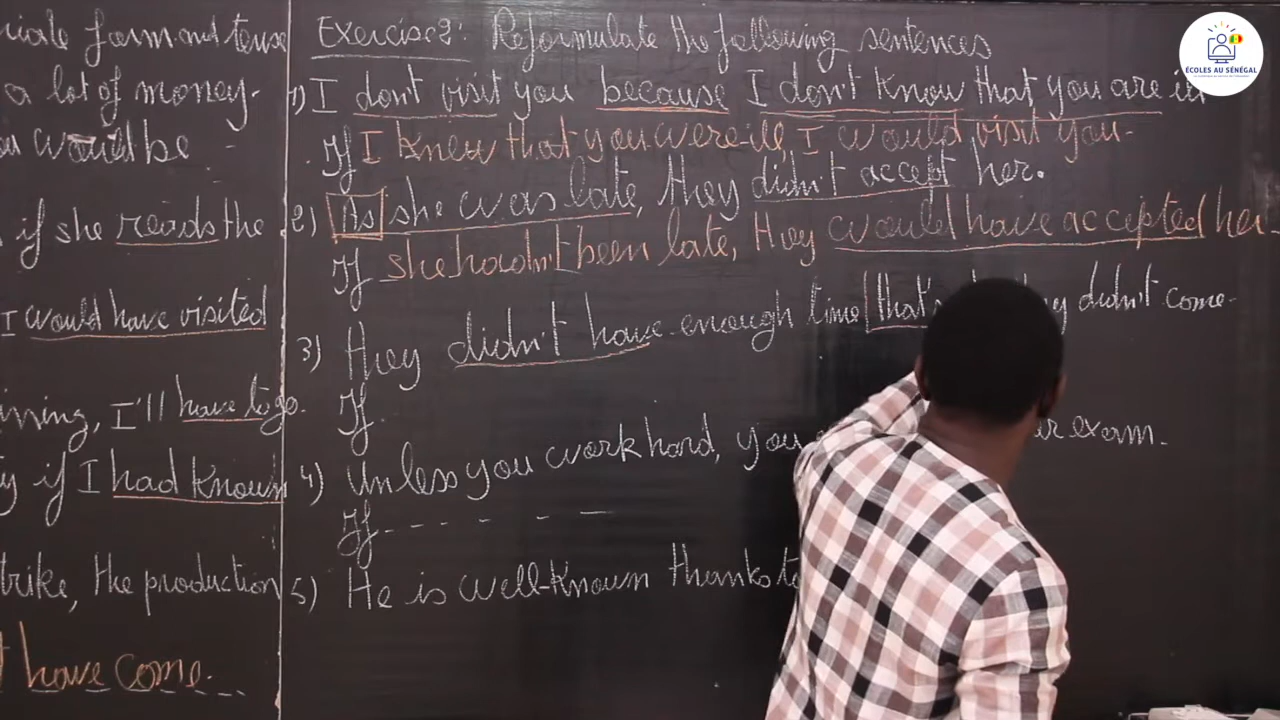 riate form and tense
a lot of money.
would be
if she reads the
I would have visited
I'll have to go.
if I had known
trike, the production
have come.
Exercise 2: Reformulate the following sentences
1) I don't visit you because I don't know that you are ill
If I knew that you were ill, I would visit you.
2) As she was late, they didn't accept her.
If she hadn't been late, they would have accepted her.
3) They didn't have enough time that's didn't come.
If
4) Unless you work hard, you exam.
If
5) He is well-known thanks to
ÉCOLES AU SÉNÉGAL